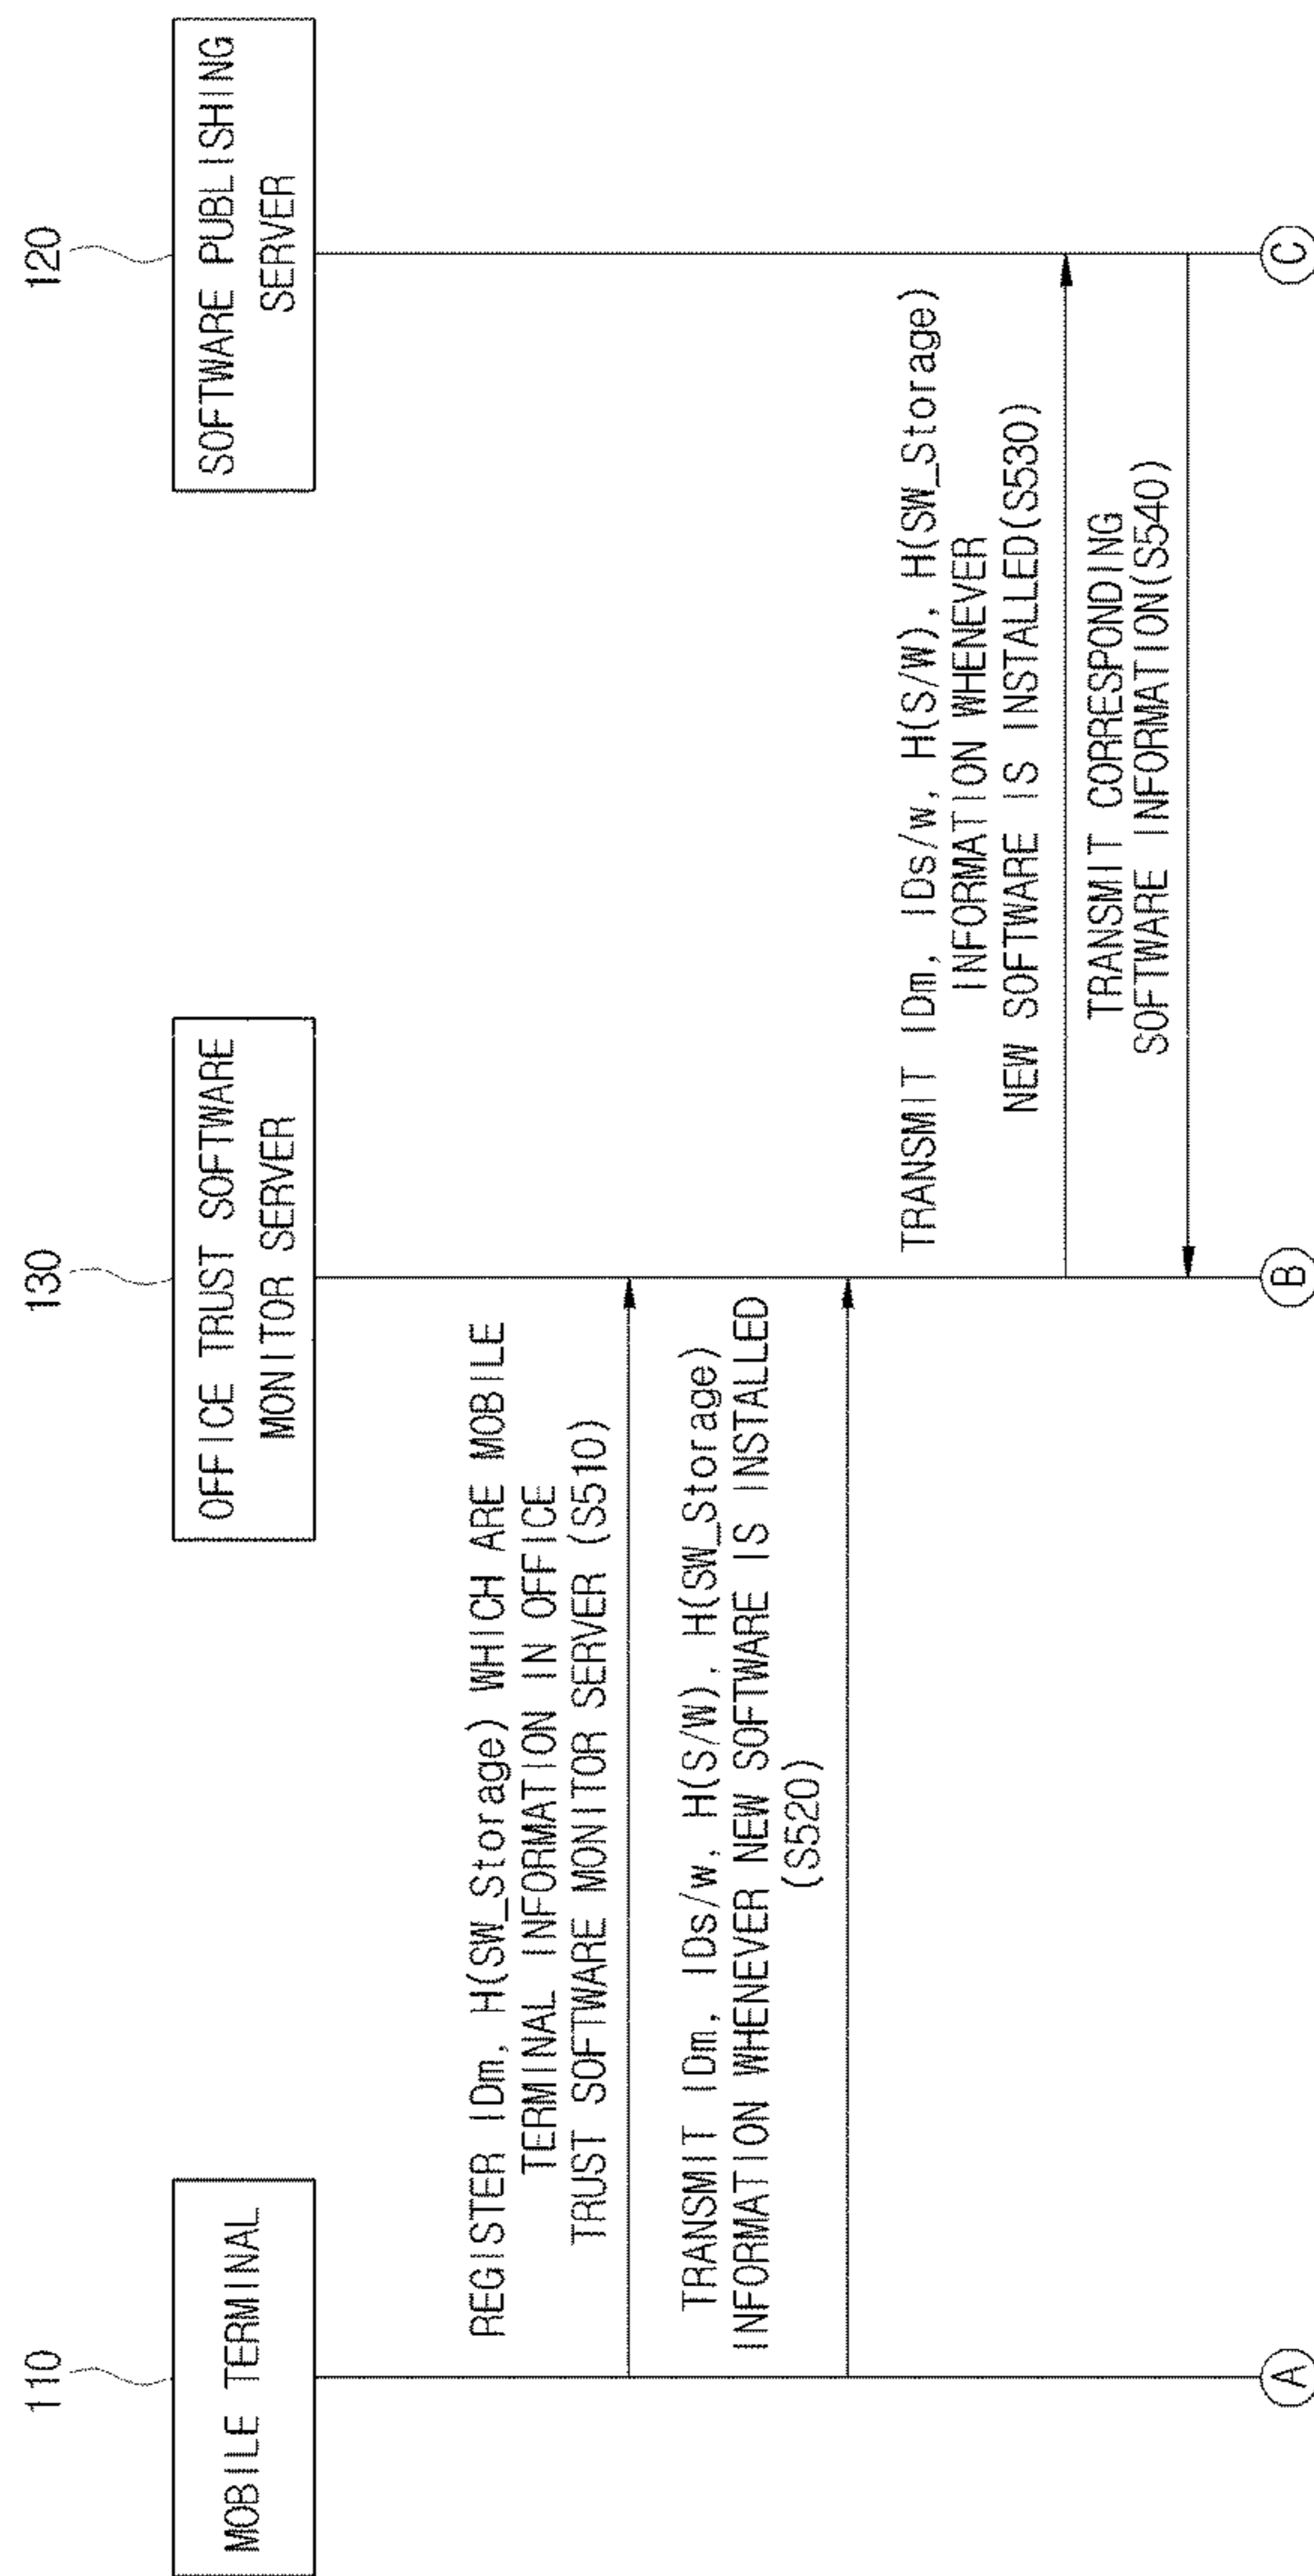 110
MOBILE TERMINAL
130
OFFICE TRUST SOFTWARE
MONITOR SERVER
120
SOFTWARE PUBLISHING
SERVER
REGISTER IDm, H(SW_Storage) WHICH ARE MOBILE
TERMINAL INFORMATION IN OFFICE
TRUST SOFTWARE MONITOR SERVER (S510)
TRANSMIT IDm, IDs/w, H(S/W), H(SW_Storage)
INFORMATION WHENEVER NEW SOFTWARE IS INSTALLED
(S520)
TRANSMIT IDm, IDs/w, H(S/W), H(SW_Storage)
INFORMATION WHENEVER
NEW SOFTWARE IS INSTALLED(S530)
TRANSMIT CORRESPONDING
SOFTWARE INFORMATION(S540)
A
B
C